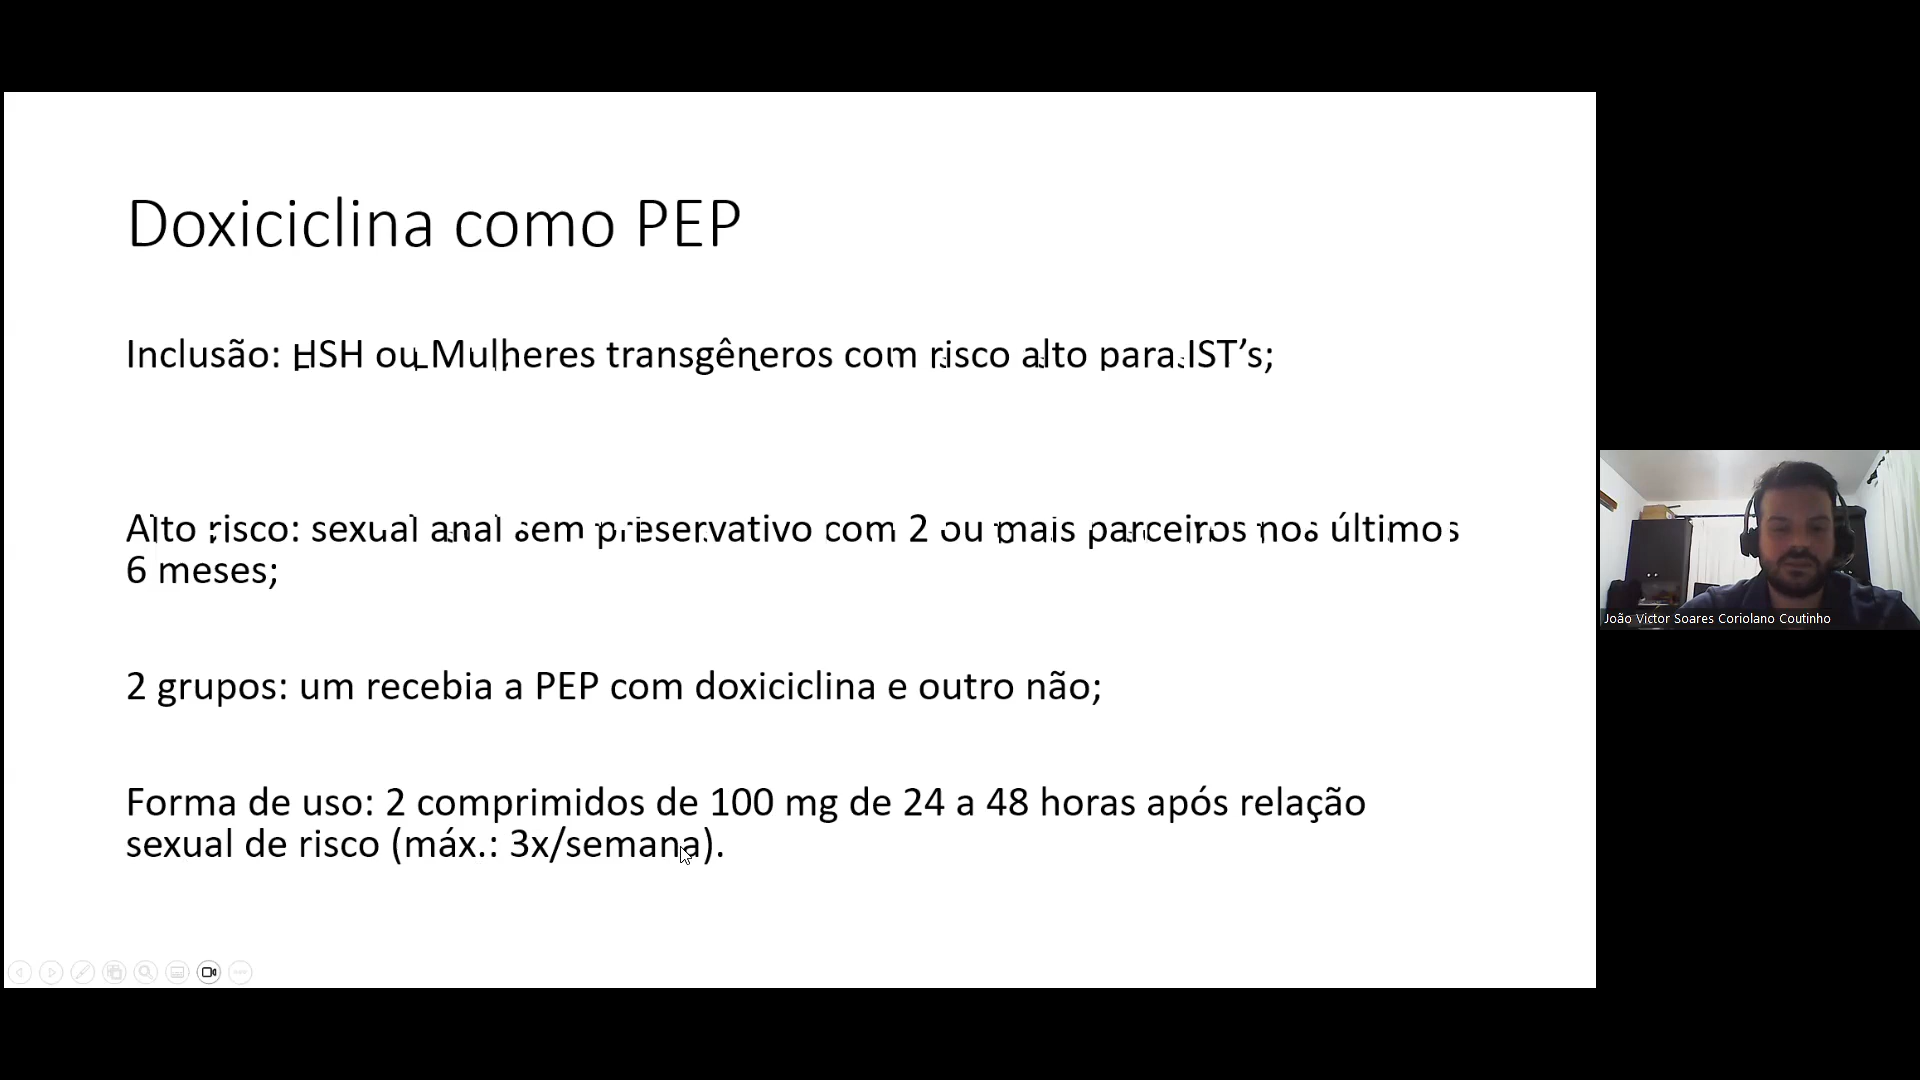 Doxiciclina como PEP
Inclusão: HSH ou Mulheres transgêneros com risco alto para IST’s;
Alto risco: sexual anal sem preservativo com 2 ou mais parceiros nos últimos
6 meses;
2 grupos: um recebia a PEP com doxiciclina e outro não;
Forma de uso: 2 comprimidos de 100 mg de 24 a 48 horas após relação
sexual de risco (máx.: 3x/semana).
João Victor Soares Coriolano Coutinho